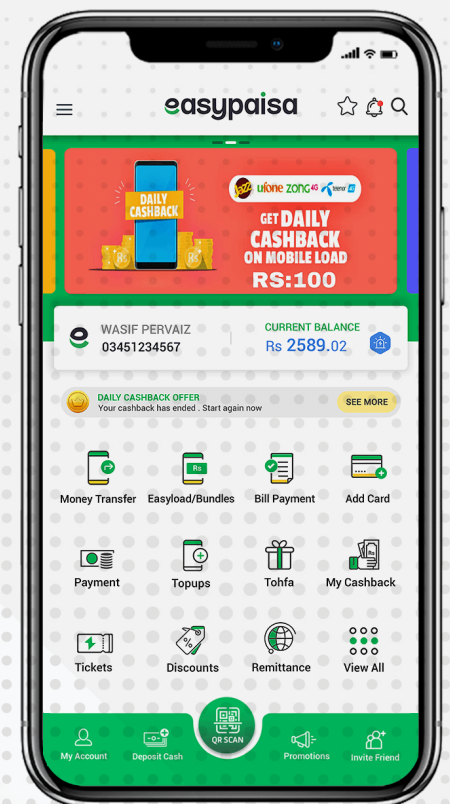 easypaisa
DAILY
CASHBACK
Rs
Rs
Jazz ufone zong 4G telenor 4G
GET DAILY
CASHBACK
ON MOBILE LOAD
RS:100
WASIF PERVAIZ
03451234567
CURRENT BALANCE
Rs 2589.02
DAILY CASHBACK OFFER
Your cashback has ended . Start again now
SEE MORE
Rs
Money Transfer Easyload/Bundles Bill Payment Add Card
Rs
Payment Topups Tohfa My Cashback
Tickets Discounts Remittance View All
QR SCAN
My Account Deposit Cash Promotions Invite Friend